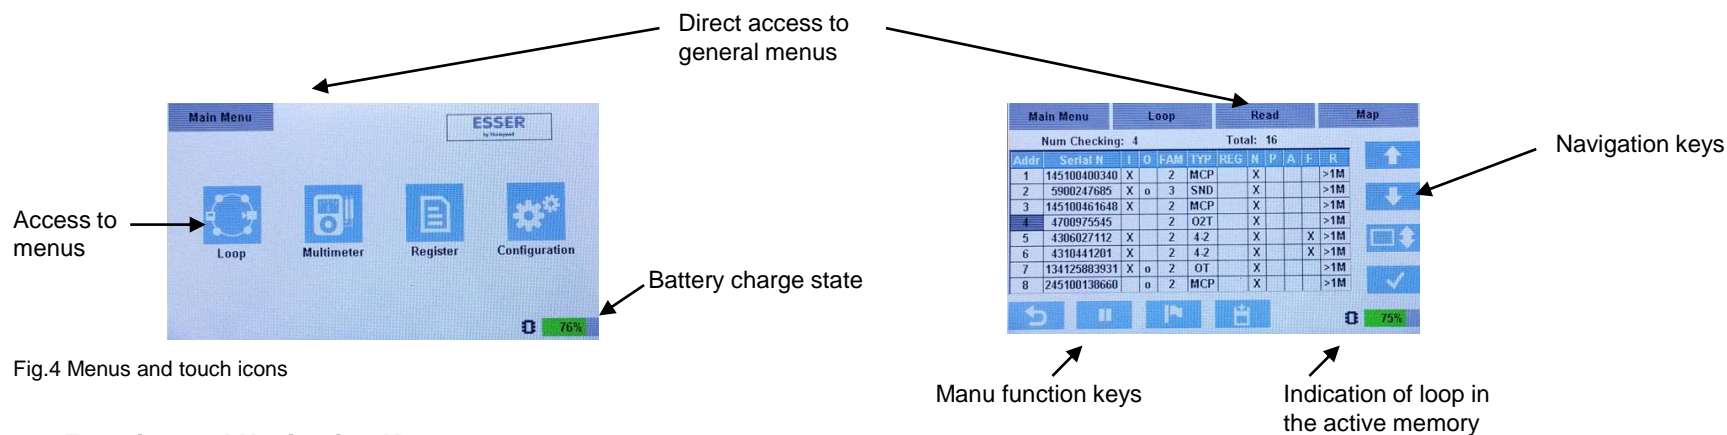 Direct access to
general menus
Main Menu
ESSER
by Honeywell
Loop
Multimeter
Register
Configuration
76%
Access to
menus
Battery charge state
Fig.4 Menus and touch icons
Main Menu Loop Read Map
Num Checking: 4 Total: 16
Addr Serial N I O FAM TYP REG N P A F R
1 145100400340 X 2 MCP X >1M
2 5900247685 X o 3 SND X >1M
3 145100461648 X 2 MCP X >1M
4 4700975545 2 O2T X >1M
5 4306027112 X 2 4-2 X X >1M
6 4310441201 X 2 4-2 X X >1M
7 134125883931 X o 2 OT X >1M
8 245100138660 o 2 MCP X >1M
75%
Navigation keys
Manu function keys
Indication of loop in
the active memory